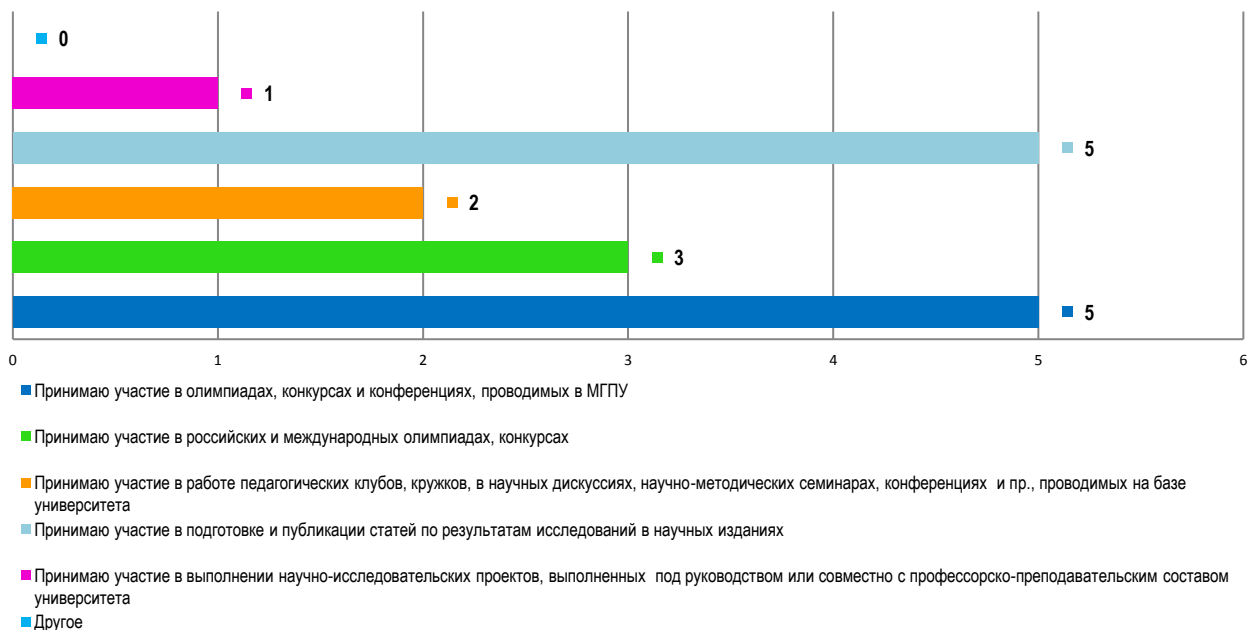 0
1
5
2
3
5
0 1 2 3 4 5 6
Принимаю участие в олимпиадах, конкурсах и конференциях, проводимых в МГПУ
Принимаю участие в российских и международных олимпиадах, конкурсах
Принимаю участие в работе педагогических клубов, кружков, в научных дискуссиях, научно-методических семинарах, конференциях и пр., проводимых на базе
университета
Принимаю участие в подготовке и публикации статей по результатам исследований в научных изданиях
Принимаю участие в выполнении научно-исследовательских проектов, выполненных под руководством или совместно с профессорско-преподавательским составом
университета
Другое